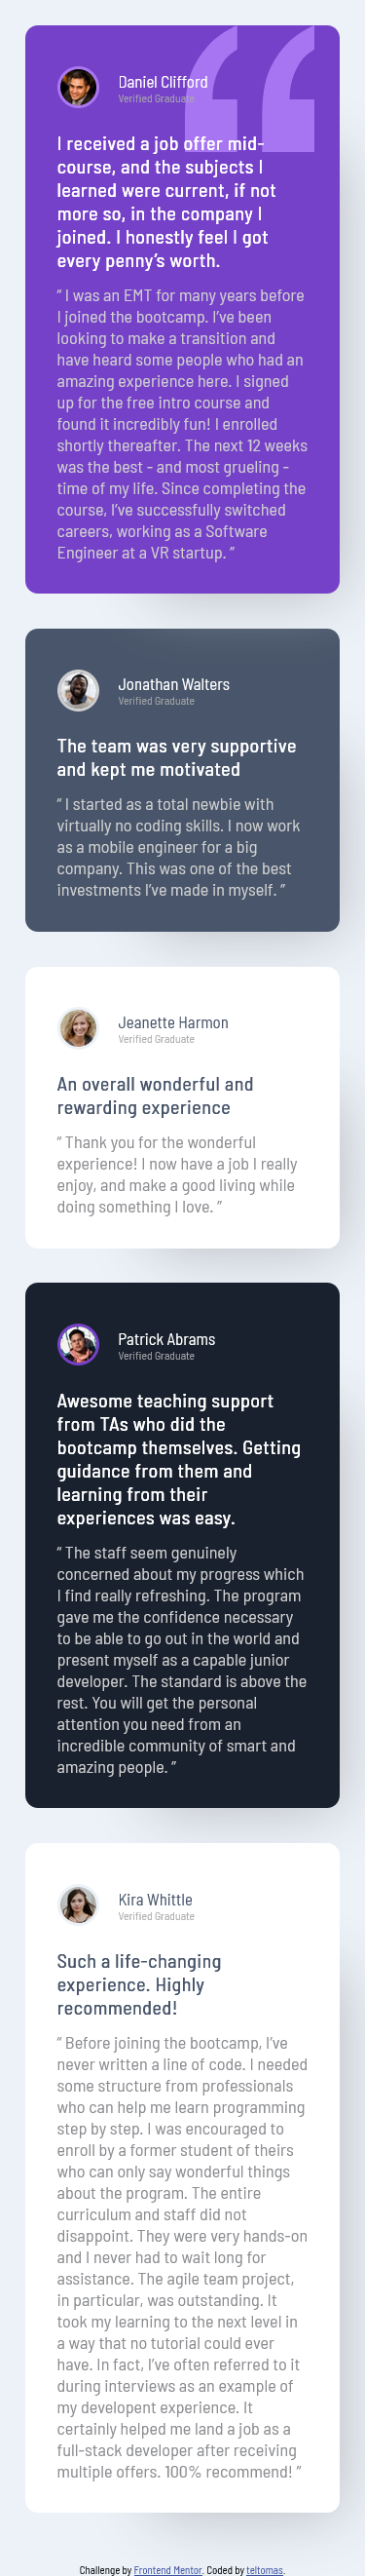 Daniel Clifford
Verified Graduate
I received a job offer mid-
course, and the subjects I
learned were current, if not
more so, in the company I
joined. I honestly feel I got
every penny’s worth.
“ I was an EMT for many years before
I joined the bootcamp. I’ve been
looking to make a transition and
have heard some people who had an
amazing experience here. I signed
up for the free intro course and
found it incredibly fun! I enrolled
shortly thereafter. The next 12 weeks
was the best - and most grueling -
time of my life. Since completing the
course, I’ve successfully switched
careers, working as a Software
Engineer at a VR startup. ”
Jonathan Walters
Verified Graduate
The team was very supportive
and kept me motivated
“ I started as a total newbie with
virtually no coding skills. I now work
as a mobile engineer for a big
company. This was one of the best
investments I’ve made in myself. ”
Jeanette Harmon
Verified Graduate
An overall wonderful and
rewarding experience
“ Thank you for the wonderful
experience! I now have a job I really
enjoy, and make a good living while
doing something I love. ”
Patrick Abrams
Verified Graduate
Awesome teaching support
from TAs who did the
bootcamp themselves. Getting
guidance from them and
learning from their
experiences was easy.
“ The staff seem genuinely
concerned about my progress which
I find really refreshing. The program
gave me the confidence necessary
to be able to go out in the world and
present myself as a capable junior
developer. The standard is above the
rest. You will get the personal
attention you need from an
incredible community of smart and
amazing people. ”
Kira Whittle
Verified Graduate
Such a life-changing
experience. Highly
recommended!
“ Before joining the bootcamp, I’ve
never written a line of code. I needed
some structure from professionals
who can help me learn programming
step by step. I was encouraged to
enroll by a former student of theirs
who can only say wonderful things
about the program. The entire
curriculum and staff did not
disappoint. They were very hands-on
and I never had to wait long for
assistance. The agile team project,
in particular, was outstanding. It
took my learning to the next level in
a way that no tutorial could ever
have. In fact, I’ve often referred to it
during interviews as an example of
my developent experience. It
certainly helped me land a job as a
full-stack developer after receiving
multiple offers. 100% recommend! ”
Challenge by Frontend Mentor. Coded by teltomas.